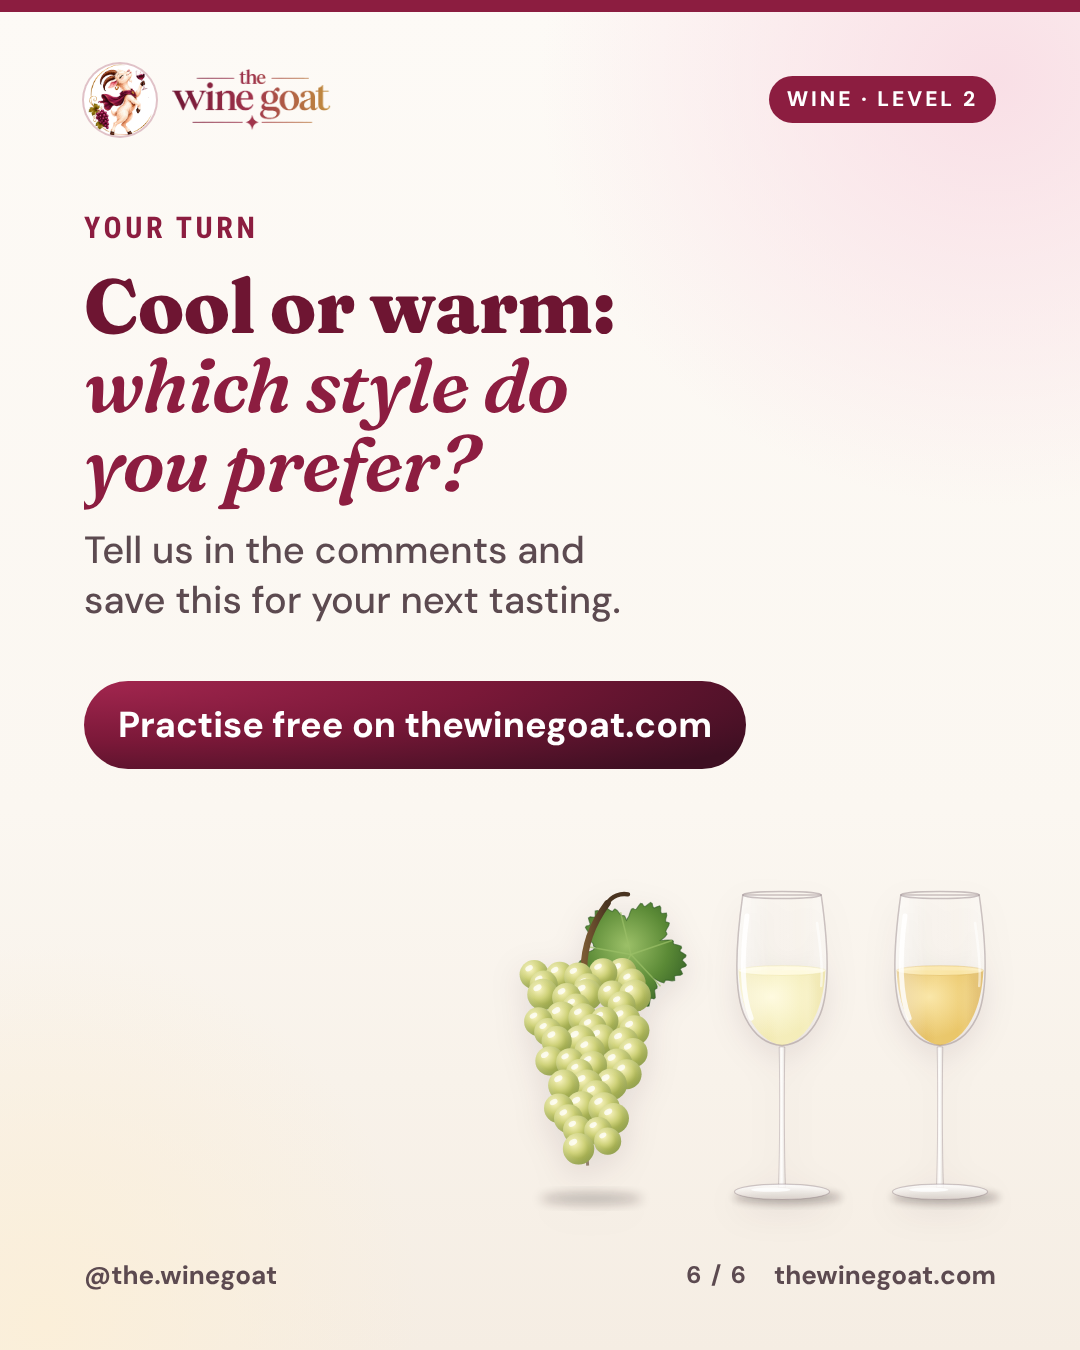 the
wine goat
WINE · LEVEL 2
YOUR TURN
Cool or warm:
which style do
you prefer?
Tell us in the comments and
save this for your next tasting.
Practise free on thewinegoat.com
@the.winegoat
6 / 6
thewinegoat.com